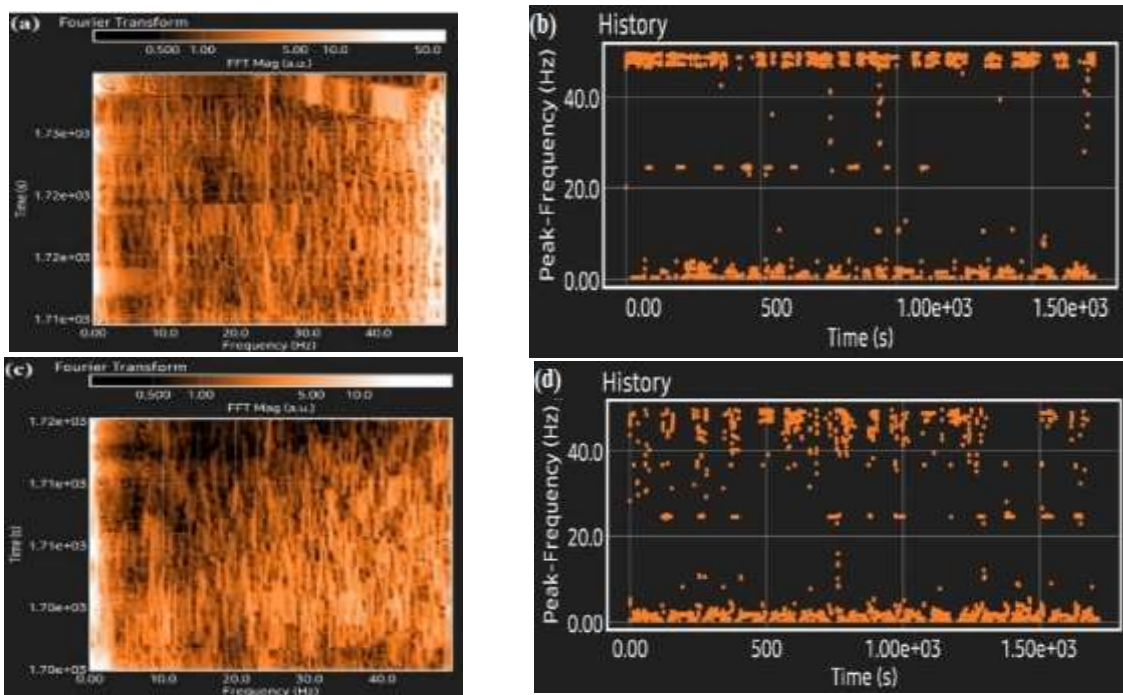 (a) Fourier Transform
0.500 1.00 5.00 10.0 50.0
FFT Mag (a.u.)
1.73e+03
1.72e+03
1.72e+03
1.71e+03
Time (s)
0.00 10.0 20.0 30.0 40.0
Frequency (Hz)
(b) History
Peak-Frequency (Hz)
40.0
20.0
0.00
0.00 500 1.00e+03 1.50e+03
Time (s)
(c) Fourier Transform
0.500 1.00 5.00 10.0
FFT Mag (a.u.)
1.72e+03
1.71e+03
1.71e+03
1.70e+03
1.70e+03
Time (s)
0.00 10.0 20.0 30.0 40.0
Frequency (Hz)
(d) History
Peak-Frequency (Hz)
40.0
20.0
0.00
0.00 500 1.00e+03 1.50e+03
Time (s)